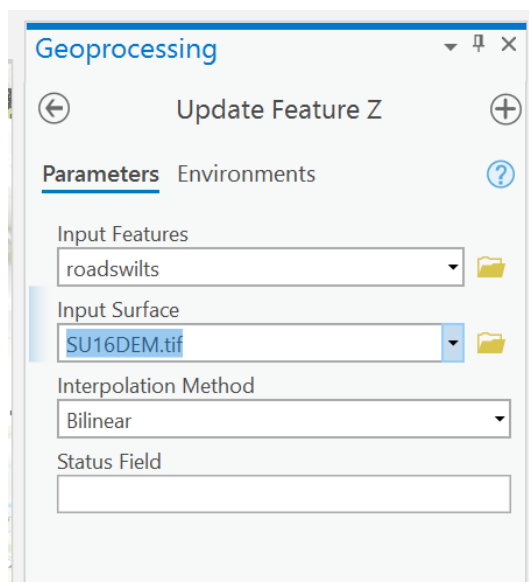 Geoprocessing
Update Feature Z
Parameters Environments
Input Features
roadswilts
Input Surface
SU16DEM.tif
Interpolation Method
Bilinear
Status Field